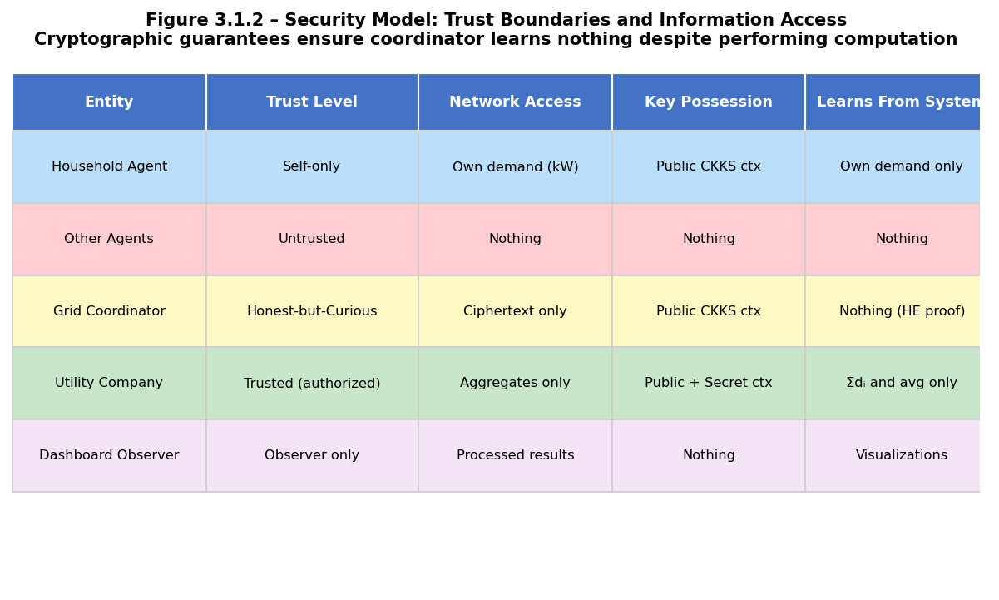 Figure 3.1.2 – Security Model: Trust Boundaries and Information Access
Cryptographic guarantees ensure coordinator learns nothing despite performing computation
Entity Trust Level Network Access Key Possession Learns From System
Household Agent Self-only Own demand (kW) Public CKKS ctx Own demand only
Other Agents Untrusted Nothing Nothing Nothing
Grid Coordinator Honest-but-Curious Ciphertext only Public CKKS ctx Nothing (HE proof)
Utility Company Trusted (authorized) Aggregates only Public + Secret ctx Σdᵢ and avg only
Dashboard Observer Observer only Processed results Nothing Visualizations